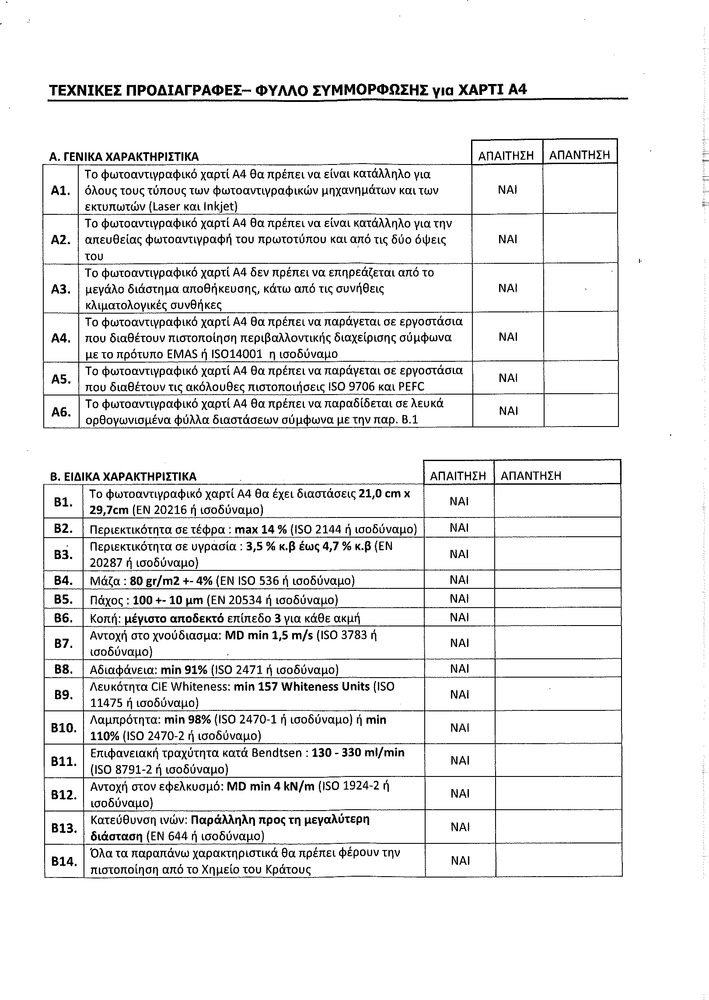 ΤΕΧΝΙΚΕΣ ΠΡΟΔΙΑΓΡΑΦΕΣ– ΦΥΛΛΟ ΣΥΜΜΟΡΦΩΣΗΣ για ΧΑΡΤΙ Α4
Α. ΓΕΝΙΚΑ ΧΑΡΑΚΤΗΡΙΣΤΙΚΑ ΑΠΑΙΤΗΣΗ ΑΠΑΝΤΗΣΗ
Το φωτοαντιγραφικό χαρτί Α4 θα πρέπει να είναι κατάλληλο για
Α1. όλους τους τύπους των φωτοαντιγραφικών μηχανημάτων και των ΝΑΙ
εκτυπωτών (Laser και Inkjet)
Το φωτοαντιγραφικό χαρτί Α4 θα πρέπει να είναι κατάλληλο για την
Α2. απευθείας φωτοαντιγραφή του πρωτοτύπου και από τις δύο όψεις ΝΑΙ
του
Το φωτοαντιγραφικό χαρτί Α4 δεν πρέπει να επηρεάζεται από το
Α3. μεγάλο διάστημα αποθήκευσης, κάτω από τις συνήθεις ΝΑΙ
κλιματολογικές συνθήκες
Το φωτοαντιγραφικό χαρτί Α4 θα πρέπει να παράγεται σε εργοστάσια
Α4. που διαθέτουν πιστοποίηση περιβαλλοντικής διαχείρισης σύμφωνα ΝΑΙ
με το πρότυπο EMAS ή ISO14001 η ισοδύναμο
Το φωτοαντιγραφικό χαρτί Α4 θα πρέπει να παράγεται σε εργοστάσια
Α5. που διαθέτουν τις ακόλουθες πιστοποιήσεις ISO 9706 και PEFC ΝΑΙ
Το φωτοαντιγραφικό χαρτί Α4 θα πρέπει να παραδίδεται σε λευκά
Α6. ορθογωνισμένα φύλλα διαστάσεων σύμφωνα με την παρ. Β.1 ΝΑΙ
Β. ΕΙΔΙΚΑ ΧΑΡΑΚΤΗΡΙΣΤΙΚΑ ΑΠΑΙΤΗΣΗ ΑΠΑΝΤΗΣΗ
Β1. Το φωτοαντιγραφικό χαρτί Α4 θα έχει διαστάσεις 21,0 cm x ΝΑΙ
29,7cm (EN 20216 ή ισοδύναμο)
Β2. Περιεκτικότητα σε τέφρα : max 14 % (ISO 2144 ή ισοδύναμο) ΝΑΙ
Β3. Περιεκτικότητα σε υγρασία : 3,5 % κ.β έως 4,7 % κ.β (EN ΝΑΙ
20287 ή ισοδύναμο)
Β4. Μάζα : 80 gr/m2 +- 4% (EN ISO 536 ή ισοδύναμο) ΝΑΙ
Β5. Πάχος : 100 +- 10 μm (EN 20534 ή ισοδύναμο) ΝΑΙ
Β6. Κοπή: μέγιστο αποδεκτό επίπεδο 3 για κάθε ακμή ΝΑΙ
Β7. Αντοχή στο χνούδιασμα: MD min 1,5 m/s (ISO 3783 ή ΝΑΙ
ισοδύναμο)
Β8. Αδιαφάνεια: min 91% (ISO 2471 ή ισοδύναμο) ΝΑΙ
Β9. Λευκότητα CIE Whiteness: min 157 Whiteness Units (ISO ΝΑΙ
11475 ή ισοδύναμο)
Β10. Λαμπρότητα: min 98% (ISO 2470-1 ή ισοδύναμο) ή min ΝΑΙ
110% (ISO 2470-2 ή ισοδύναμο)
Β11. Επιφανειακή τραχύτητα κατά Bendtsen : 130 - 330 ml/min ΝΑΙ
(ISO 8791-2 ή ισοδύναμο)
Β12. Αντοχή στον εφελκυσμό: MD min 4 kN/m (ISO 1924-2 ή ΝΑΙ
ισοδύναμο)
Β13. Κατεύθυνση ινών: Παράλληλη προς τη μεγαλύτερη ΝΑΙ
διάσταση (EN 644 ή ισοδύναμο)
Β14. Όλα τα παραπάνω χαρακτηριστικά θα πρέπει φέρουν την ΝΑΙ
πιστοποίηση από το Χημείο του Κράτους